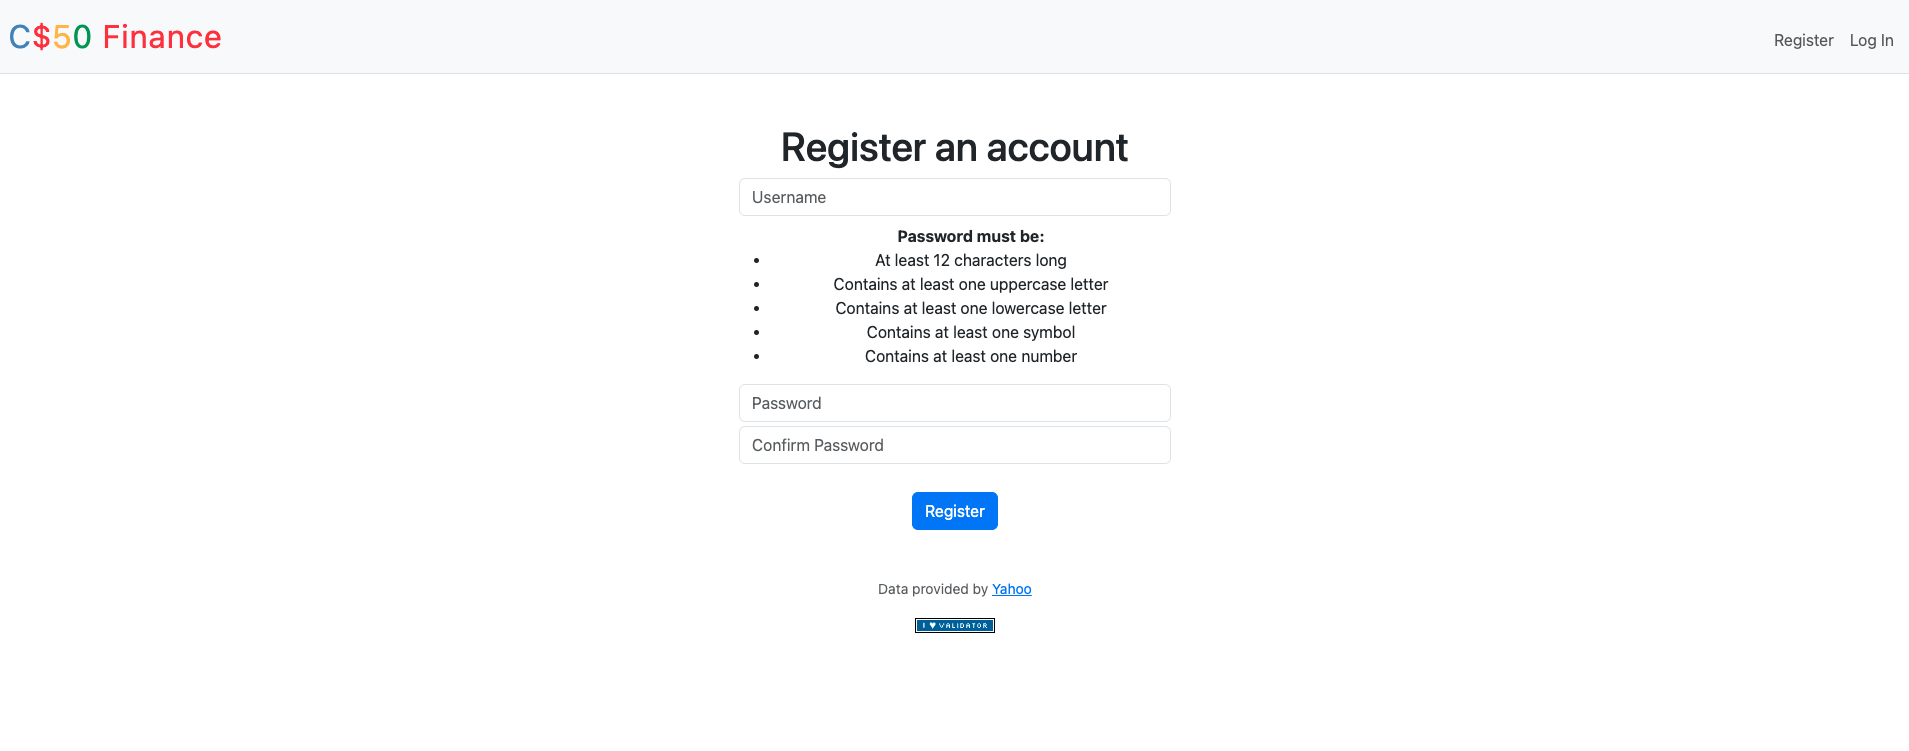 C$50 Finance
Register Log In
Register an account
Username
Password must be:
• At least 12 characters long
• Contains at least one uppercase letter
• Contains at least one lowercase letter
• Contains at least one symbol
• Contains at least one number
Password
Confirm Password
Register
Data provided by Yahoo
I ♥ VALIDATOR